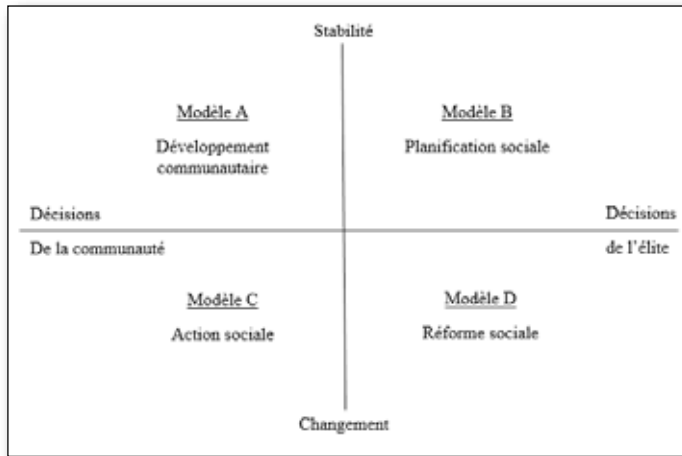 Stabilité
Modèle A
Modèle B
Développement
communautaire
Planification sociale
Décisions
Décisions
De la communauté
de l'élite
Modèle C
Modèle D
Action sociale
Réforme sociale
Changement